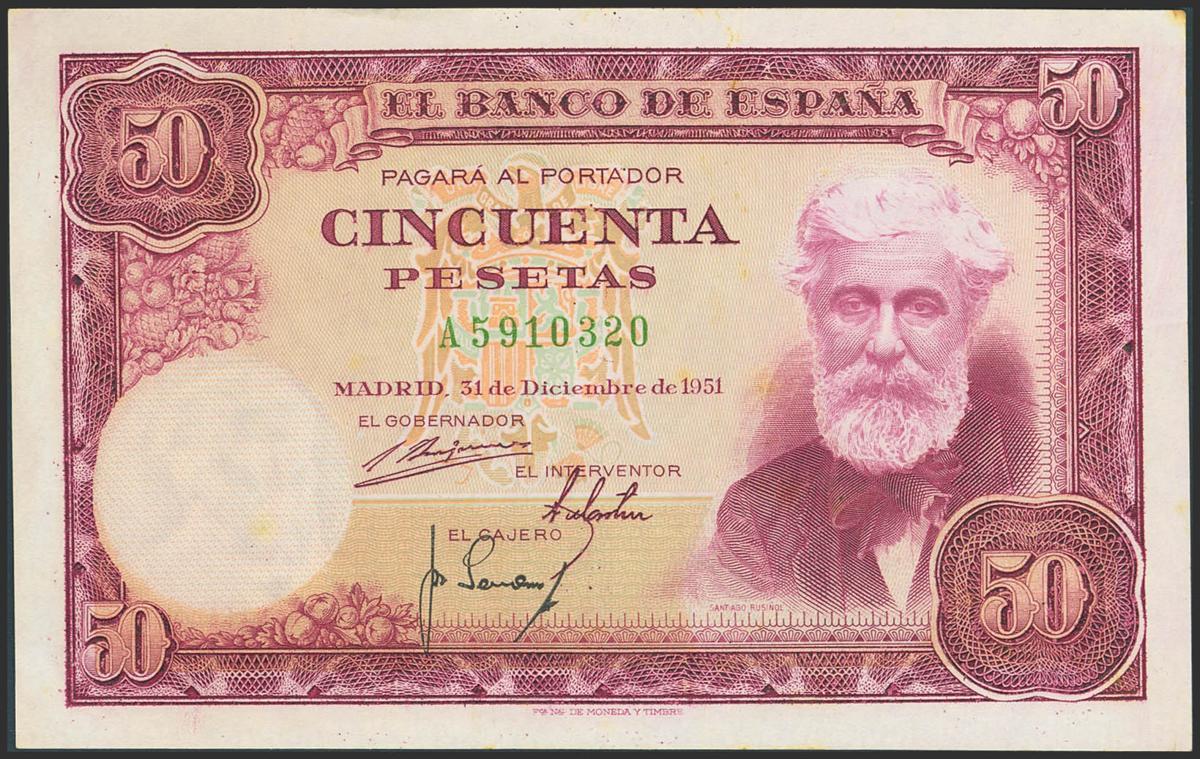 50
EL BANCO DE ESPAÑA
50
PAGARÁ AL PORTADOR
CINCUENTA
PESETAS
A5910320
MADRID, 31 de Diciembre de 1951
EL GOBERNADOR
EL INTERVENTOR
EL CAJERO
SANTIAGO RUSIÑOL
50
50
Fca. Nal. DE MONEDA Y TIMBRE